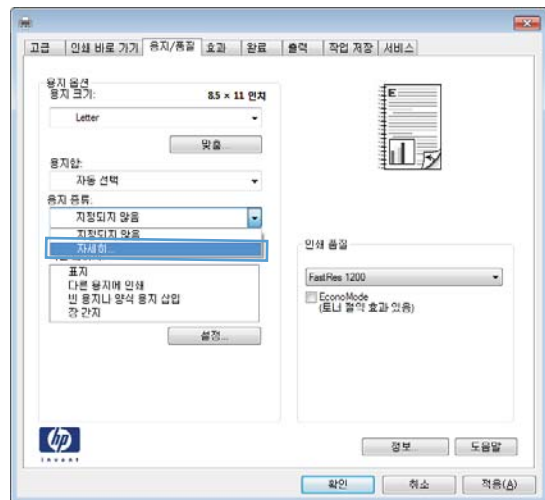 고급 인쇄 바로 가기 용지/품질 효과 완료 출력 작업 저장 서비스
용지 옵션
용지 크기: 8.5 × 11 인치
Letter
맞춤...
용지함:
자동 선택
용지 종류:
지정되지 않음
지정되지 않음
자세히...
표지
다른 용지에 인쇄
빈 용지나 양식 용지 삽입
장 간지
설정...
인쇄 품질
FastRes 1200
EconoMode
(토너 절약 효과 있음)
E
hp
invent
정보... 도움말
확인 취소 적용(A)